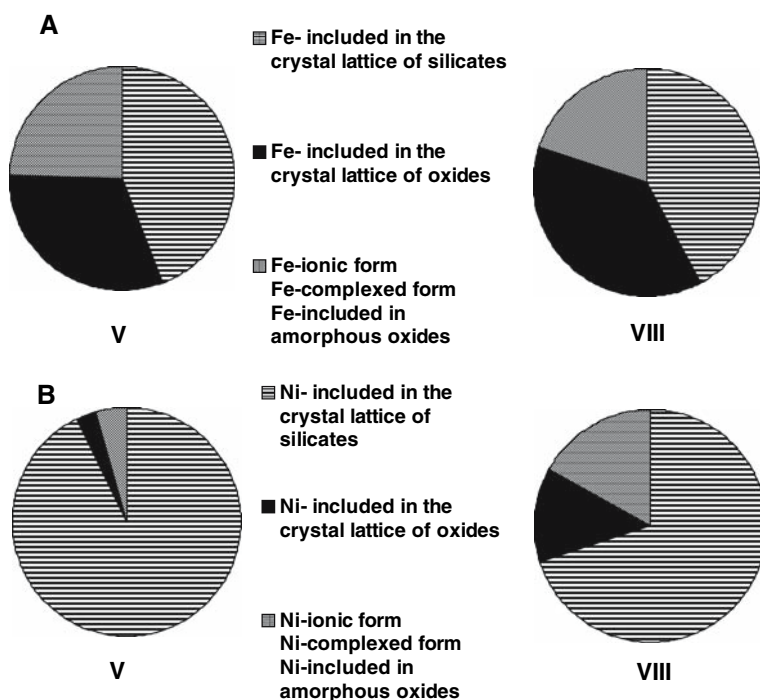 A
Fe- included in the
crystal lattice of silicates
Fe- included in the
crystal lattice of oxides
Fe-ionic form
Fe-complexed form
Fe-included in
amorphous oxides
V
VIII
B
Ni- included in the
crystal lattice of
silicates
Ni- included in the
crystal lattice of oxides
Ni-ionic form
Ni-complexed form
Ni-included in
amorphous oxides
V
VIII